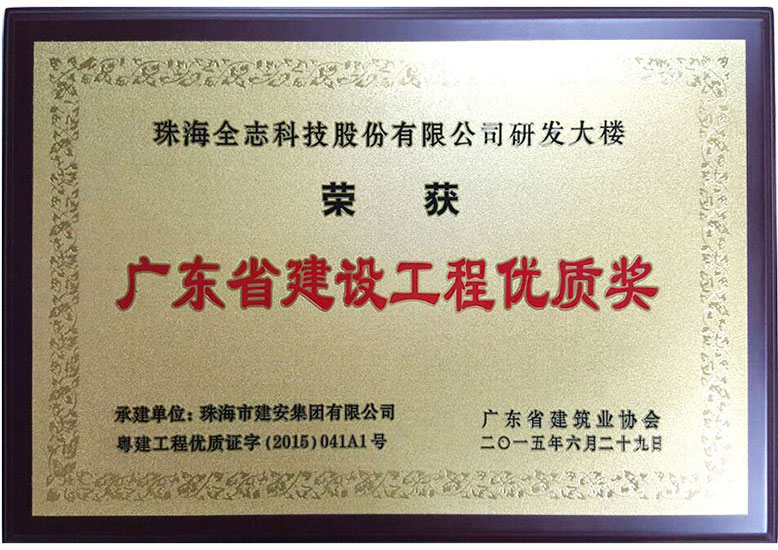 珠海全志科技股份有限公司研发大楼
荣 获
广东省建设工程优质奖
承建单位：珠海市建安集团有限公司
粤建工程优质证字(2015)041A1号
广东省建筑业协会
二〇一五年六月二十九日